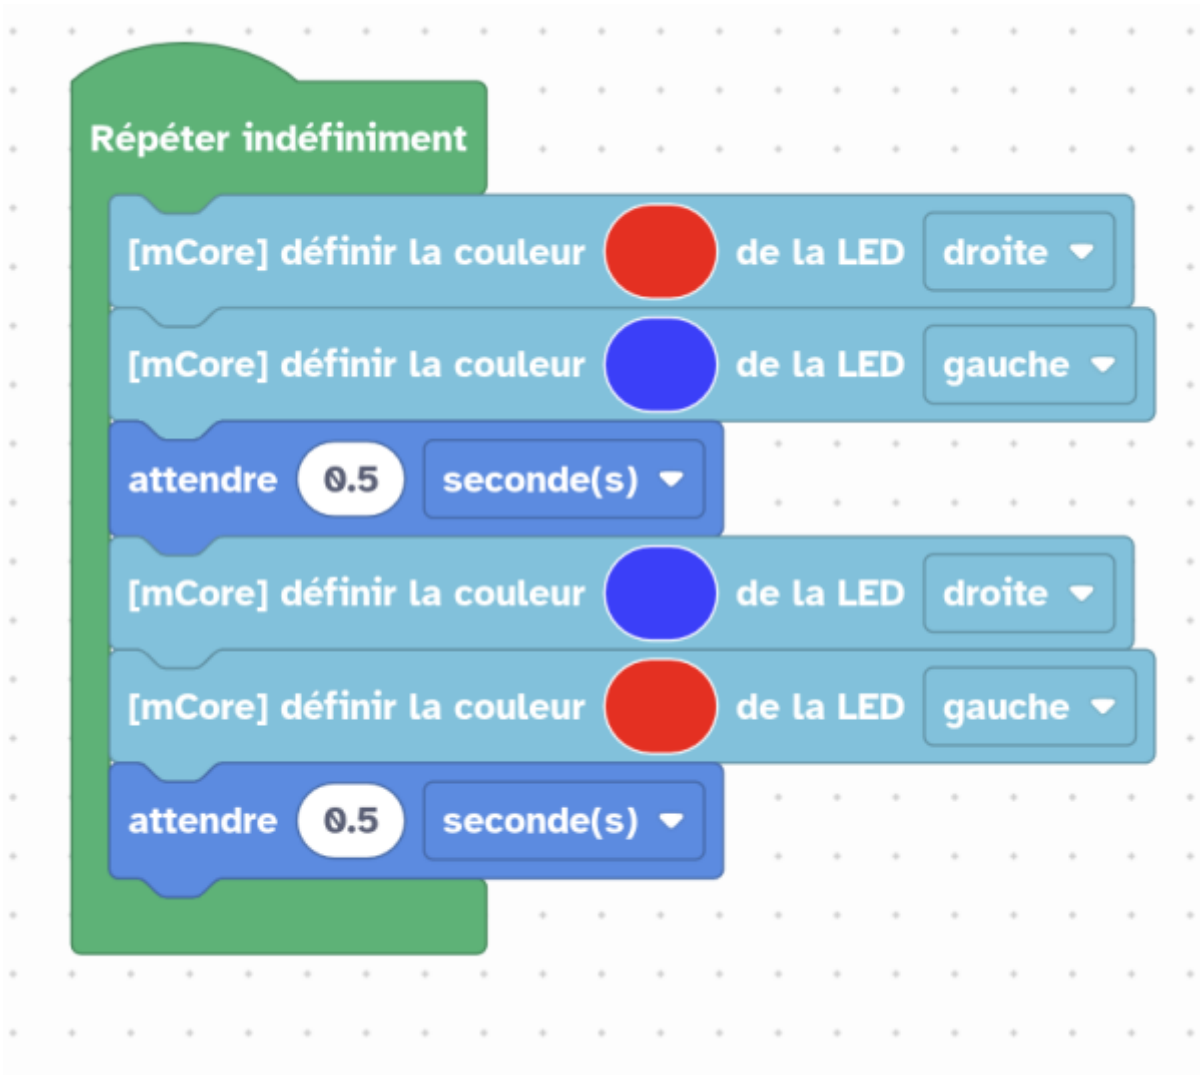 Répéter indéfiniment
[mCore] définir la couleur de la LED droite
[mCore] définir la couleur de la LED gauche
attendre 0.5 seconde(s)
[mCore] définir la couleur de la LED droite
[mCore] définir la couleur de la LED gauche
attendre 0.5 seconde(s)